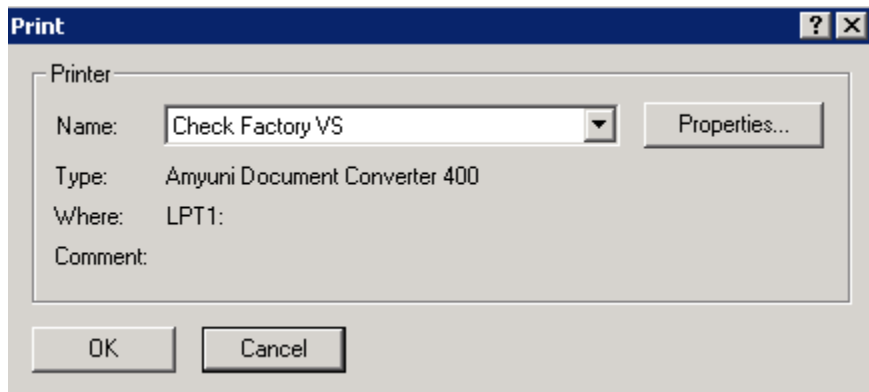 Print
Printer
Name: Check Factory VS Properties...
Type: Amyuni Document Converter 400
Where: LPT1:
Comment:
OK Cancel